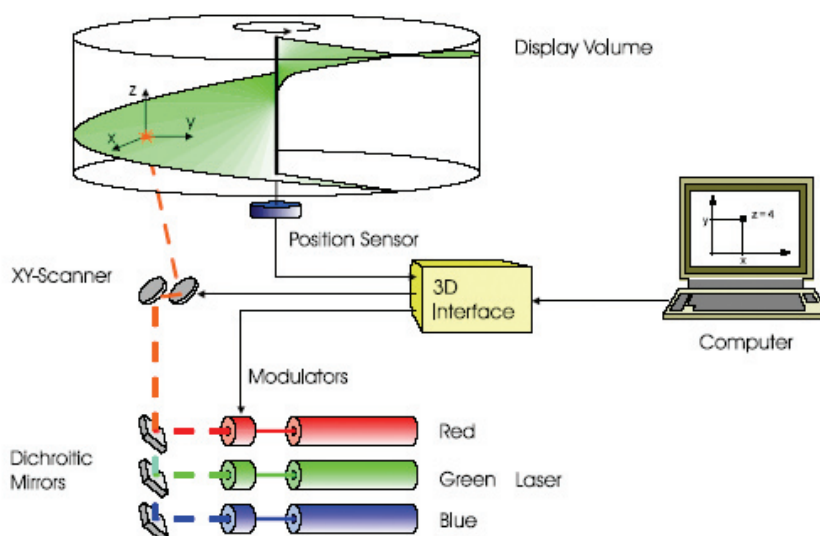 Display Volume
z
y
x
Position Sensor
XY-Scanner
3D
Interface
y
z=4
x
Computer
Modulators
Dichroitic
Mirrors
Red
Green Laser
Blue